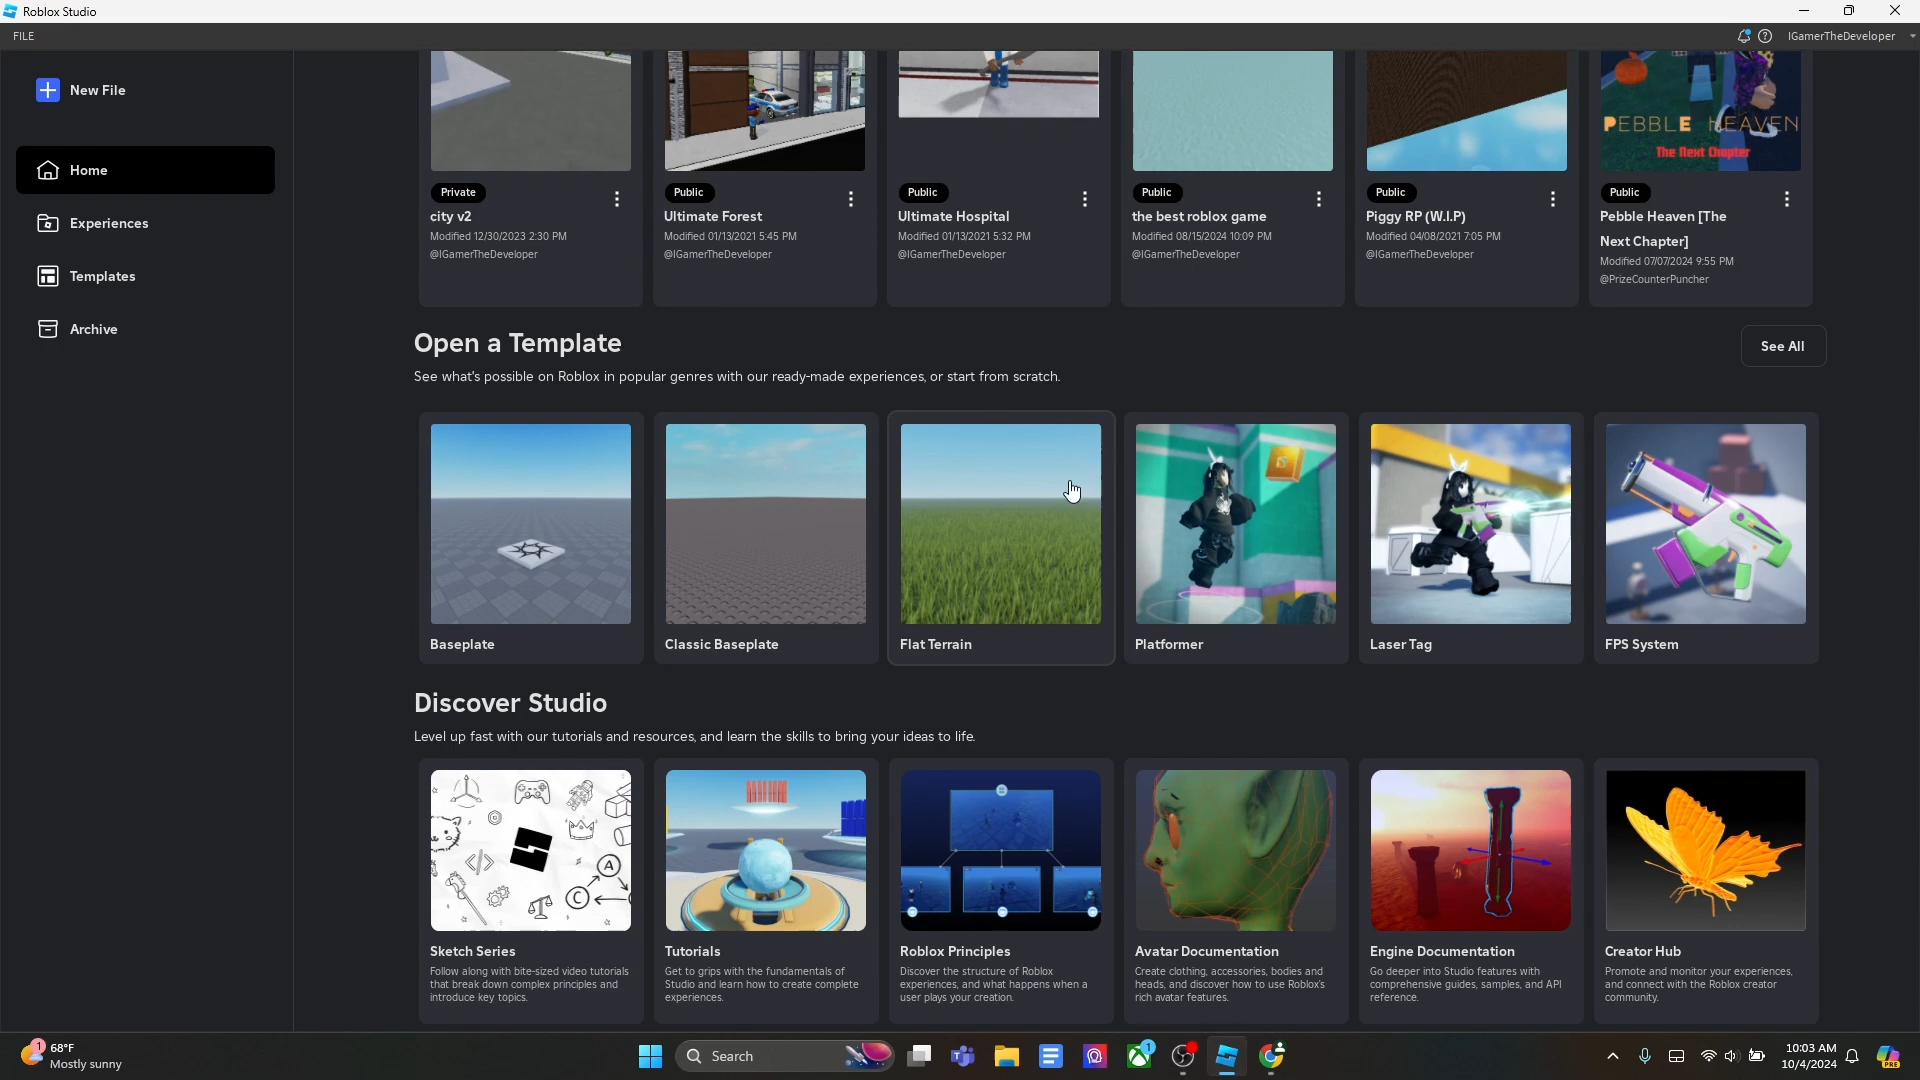 Roblox Studio
FILE
IGamerTheDeveloper
New File
Home
Experiences
Templates
Archive
PEBBLE HEAVEN
The Next Chapter
Private
city v2
Modified 12/30/2023 2:30 PM
@IGamerTheDeveloper
Public
Ultimate Forest
Modified 01/13/2021 5:45 PM
@IGamerTheDeveloper
Public
Ultimate Hospital
Modified 01/13/2021 5:32 PM
@IGamerTheDeveloper
Public
the best roblox game
Modified 08/15/2024 10:09 PM
@IGamerTheDeveloper
Public
Piggy RP (W.I.P)
Modified 04/08/2021 7:05 PM
@IGamerTheDeveloper
Public
Pebble Heaven [The
Next Chapter]
Modified 07/07/2024 9:55 PM
@PrizeCounterPuncher
Open a Template
See All
See what's possible on Roblox in popular genres with our ready-made experiences, or start from scratch.
Baseplate
Classic Baseplate
Flat Terrain
Platformer
Laser Tag
FPS System
Discover Studio
Level up fast with our tutorials and resources, and learn the skills to bring your ideas to life.
A
C
Sketch Series
Follow along with bite-sized video tutorials
that break down complex principles and
introduce key topics.
Tutorials
Get to grips with the fundamentals of
Studio and learn how to create complete
experiences.
Roblox Principles
Discover the structure of Roblox
experiences, and what happens when a
user plays your creation.
Avatar Documentation
Create clothing, accessories, bodies and
heads, and discover how to use Roblox's
rich avatar features.
Engine Documentation
Go deeper into Studio features with
comprehensive guides, samples, and API
reference.
Creator Hub
Promote and monitor your experiences,
and connect with the Roblox creator
community.
1
68°F
Mostly sunny
Search
1
10:03 AM
10/4/2024
PRE